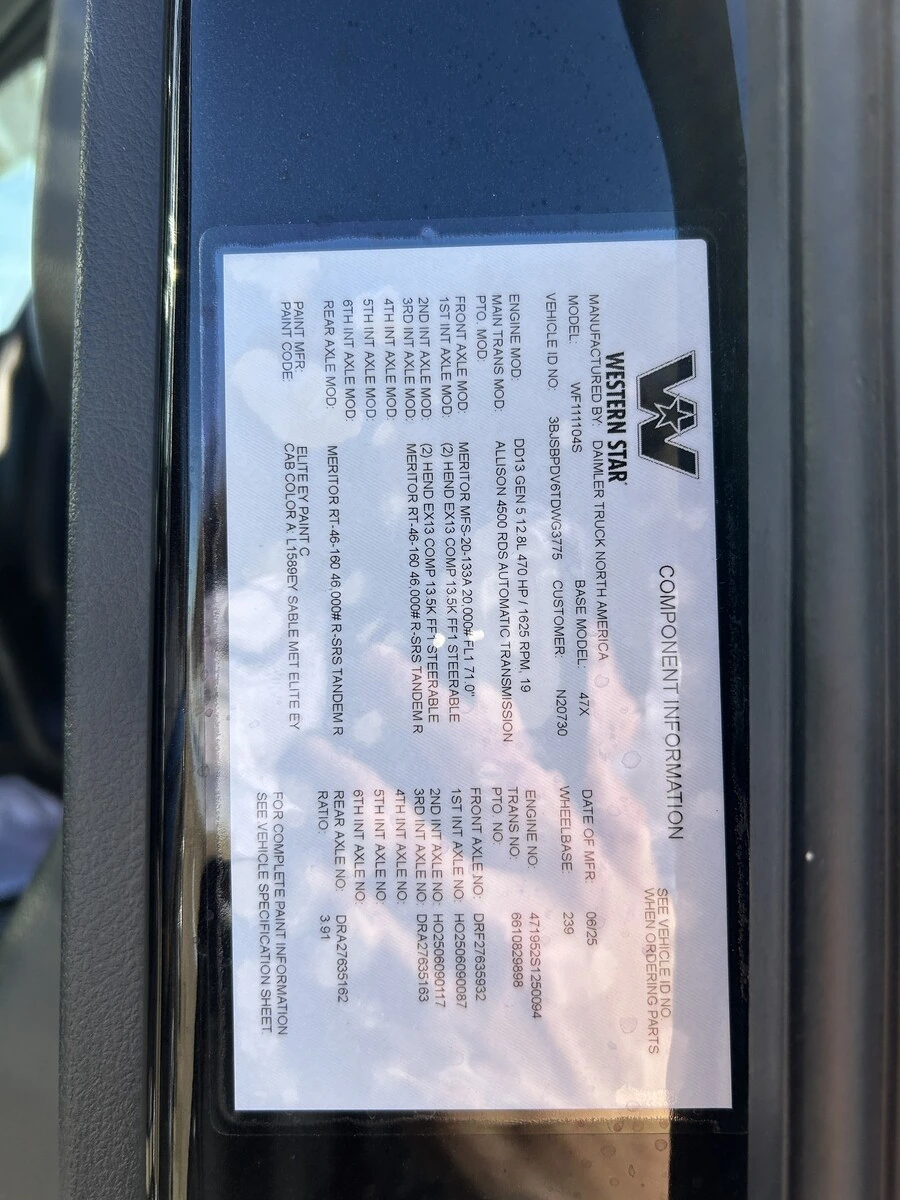 WESTERN STAR
COMPONENT INFORMATION
SEE VEHICLE ID NO.
WHEN ORDERING PARTS
MANUFACTURED BY: DAIMLER TRUCK NORTH AMERICA
MODEL: WF111104S BASE MODEL: 47X DATE OF MFR: 06/25
VEHICLE ID NO: 3BJSBPDV6TDWG3775 CUSTOMER: N20730 WHEELBASE: 239
ENGINE MOD: DD13 GEN 5 12.8L 470 HP / 1625 RPM, 19 ENGINE NO: 471952S1250094
MAIN TRANS MOD: ALLISON 4500 RDS AUTOMATIC TRANSMISSION TRANS NO: 6610829898
PTO. MOD: PTO. NO.
FRONT AXLE MOD: MERITOR MFS-20-133A 20,000# FL1 71.0" FRONT AXLE NO: DRF27635932
1ST INT AXLE MOD: (2) HEND EX13 COMP 13.5K FF1 STEERABLE 1ST INT AXLE NO: HO2506090087
2ND INT AXLE MOD: (2) HEND EX13 COMP 13.5K FF1 STEERABLE 2ND INT AXLE NO: HO2506090117
3RD INT AXLE MOD: MERITOR RT-46-160 46,000# R-SRS TANDEM R 3RD INT AXLE NO: DRA27635163
4TH INT AXLE MOD: 4TH INT AXLE NO:
5TH INT AXLE MOD: 5TH INT AXLE NO:
6TH INT AXLE MOD: 6TH INT AXLE NO:
REAR AXLE MOD: MERITOR RT-46-160 46,000# R-SRS TANDEM R REAR AXLE NO: DRA27635162
RATIO: 3.91
PAINT MFR: ELITE EY PAINT C
PAINT CODE: CAB COLOR A: L1589EY SABLE MET ELITE EY
FOR COMPLETE PAINT INFORMATION
SEE VEHICLE SPECIFICATION SHEET.